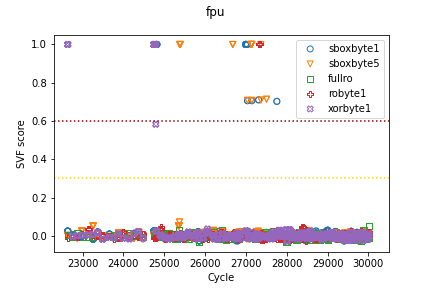 fpu
SVF score
1.0
0.8
0.6
0.4
0.2
0.0
sboxbyte1
sboxbyte5
fullro
robyte1
xorbyte1
23000 24000 25000 26000 27000 28000 29000 30000
Cycle